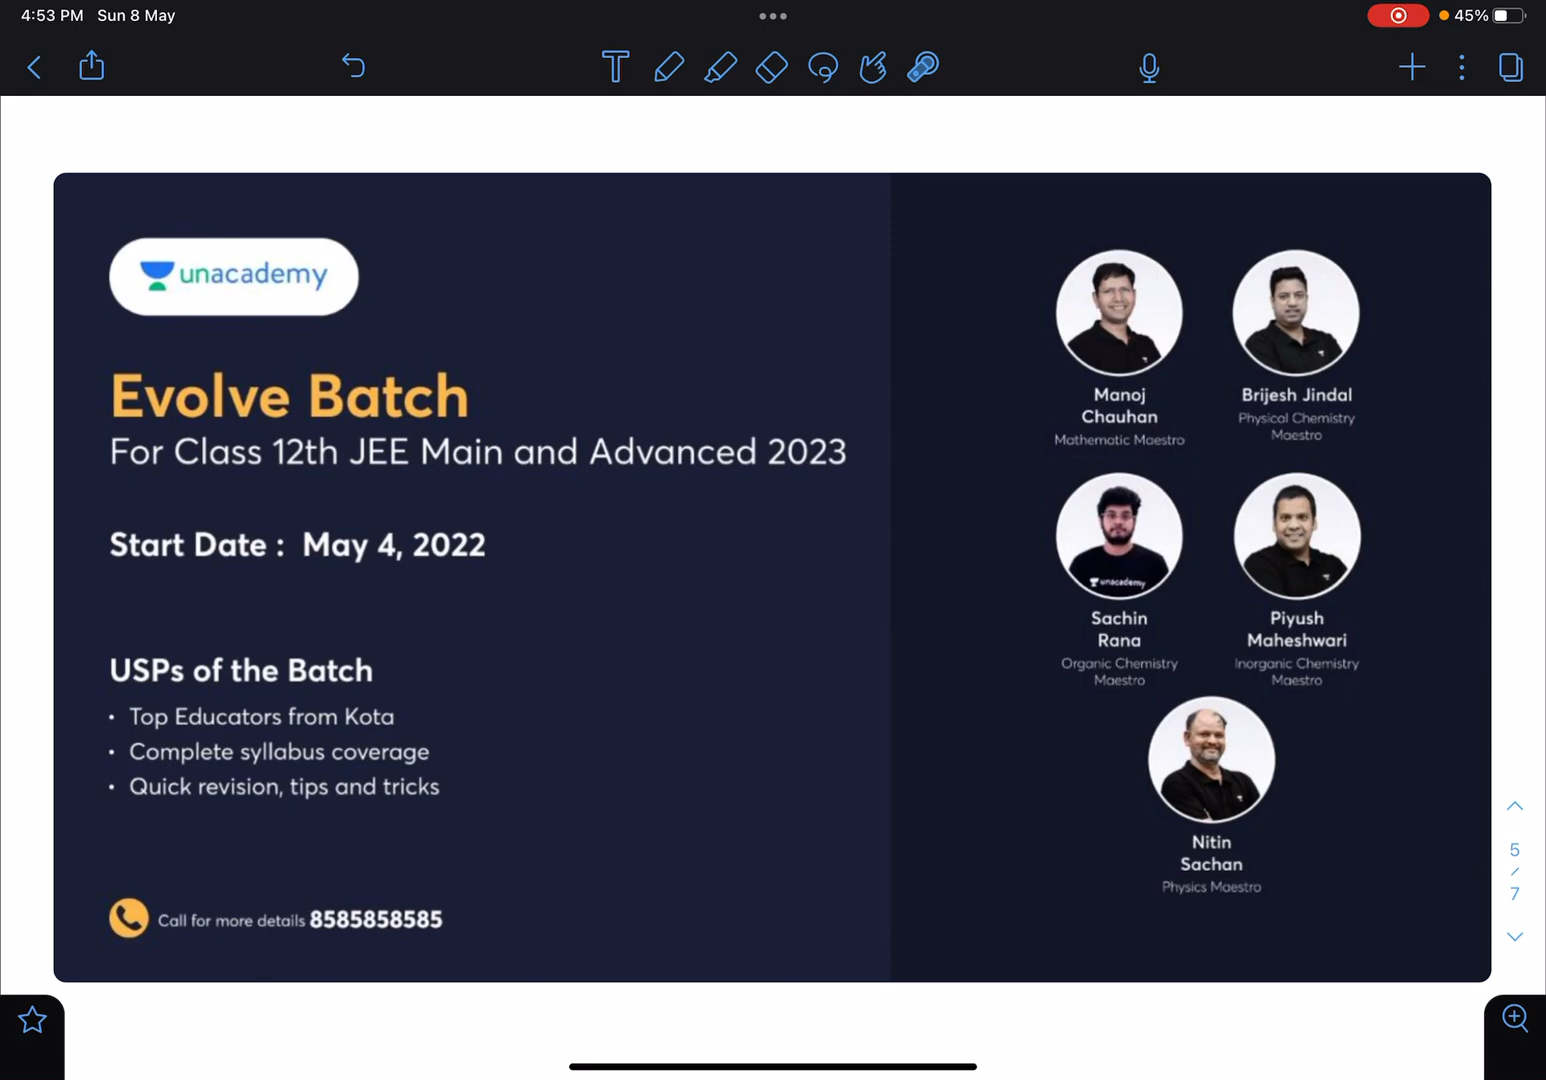 4:53 PM Sun 8 May
45%
T
unacademy
Evolve Batch
For Class 12th JEE Main and Advanced 2023
Start Date : May 4, 2022
USPs of the Batch
• Top Educators from Kota
• Complete syllabus coverage
• Quick revision, tips and tricks
Call for more details 8585858585
Manoj
Chauhan
Mathematic Maestro
Brijesh Jindal
Physical Chemistry
Maestro
unacademy
Sachin
Rana
Organic Chemistry
Maestro
Piyush
Maheshwari
Inorganic Chemistry
Maestro
Nitin
Sachan
Physics Maestro
5
/
7